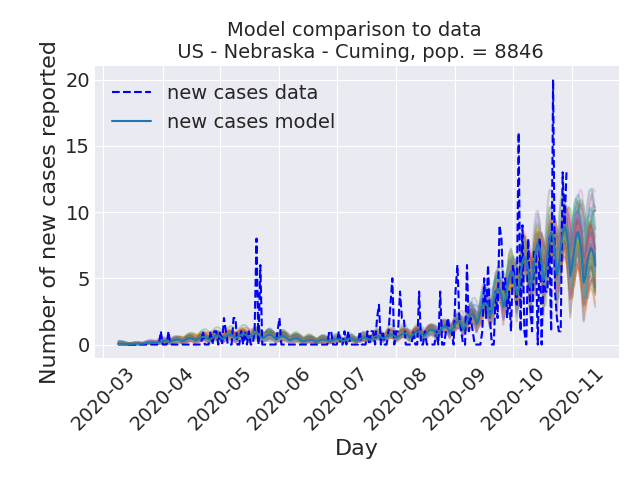 Model comparison to data
US - Nebraska - Cuming, pop. = 8846
new cases data
new cases model
Number of new cases reported
20
15
10
5
0
2020-03
2020-04
2020-05
2020-06
2020-07
2020-08
2020-09
2020-10
2020-11
Day